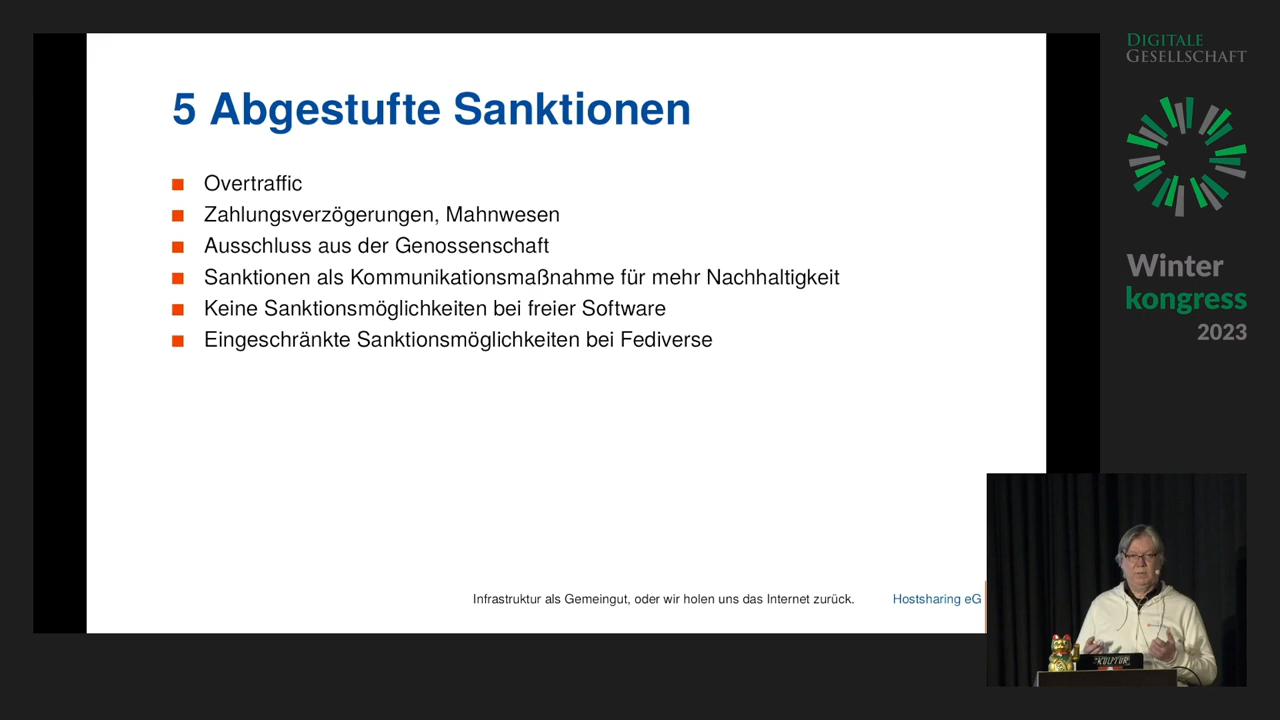 5 Abgestufte Sanktionen
Overtraffic
Zahlungsverzögerungen, Mahnwesen
Ausschluss aus der Genossenschaft
Sanktionen als Kommunikationsmaßnahme für mehr Nachhaltigkeit
Keine Sanktionsmöglichkeiten bei freier Software
Eingeschränkte Sanktionsmöglichkeiten bei Fediverse
Infrastruktur als Gemeingut, oder wir holen uns das Internet zurück.
Hostsharing eG
DIGITALE
GESELLSCHAFT
Winter
kongress
2023